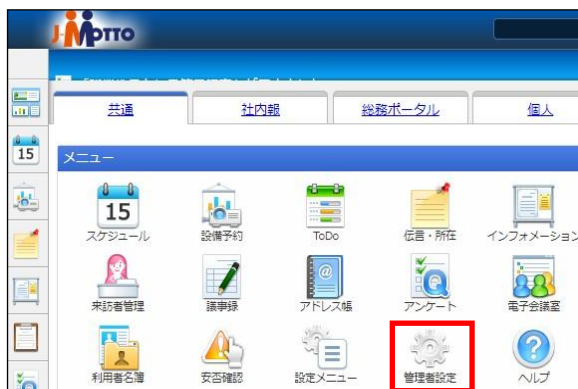 J-MOTTO
共通
社内報
総務ポータル
個人
15
メニュー
15
スケジュール
設備予約
ToDo
伝言・所在
インフォメーション
来訪者管理
議事録
アドレス帳
アンケート
電子会議室
利用者名簿
安否確認
設定メニュー
管理者設定
ヘルプ